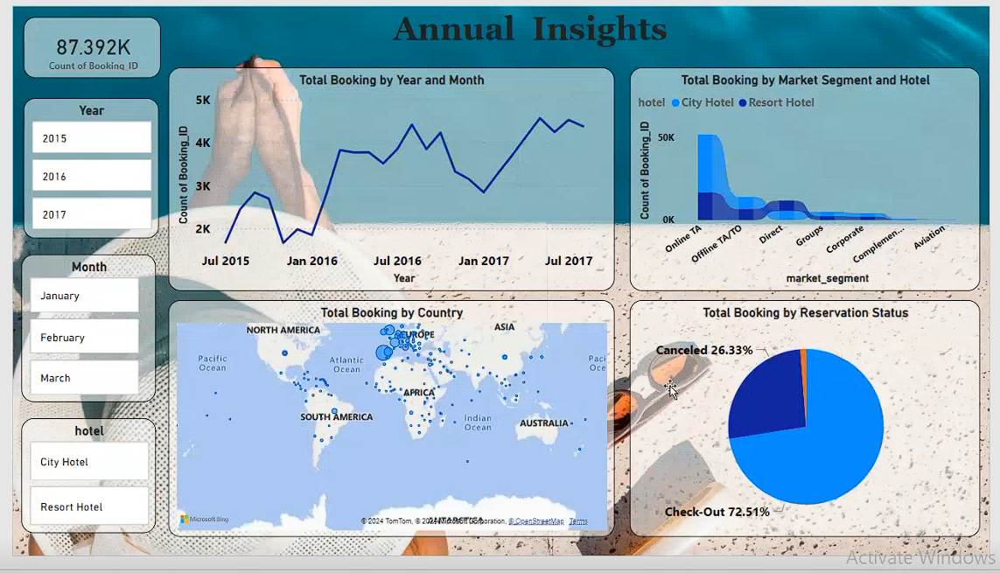 Annual Insights
87.392K
Count of Booking_ID
Year
2015
2016
2017
Month
January
February
March
hotel
City Hotel
Resort Hotel
Total Booking by Year and Month
5K
4K
3K
2K
Count of Booking_ID
Jul 2015
Jan 2016
Jul 2016
Jan 2017
Jul 2017
Year
Total Booking by Market Segment and Hotel
hotel City Hotel Resort Hotel
50K
0K
Count of Booking_ID
Online TA
Offline TA/TO
Direct
Groups
Corporate
Complemen...
Aviation
market_segment
Total Booking by Country
NORTH AMERICA
EUROPE
ASIA
Pacific
Ocean
Atlantic
Ocean
Paci
Oce
AFRICA
SOUTH AMERICA
Indian
Ocean
AUSTRALIA
Microsoft Bing
© 2024 TomTom, © 2024 Microsoft Corporation, © OpenStreetMap Terms
Total Booking by Reservation Status
Canceled 26.33%
Check-Out 72.51%
Activate Windows